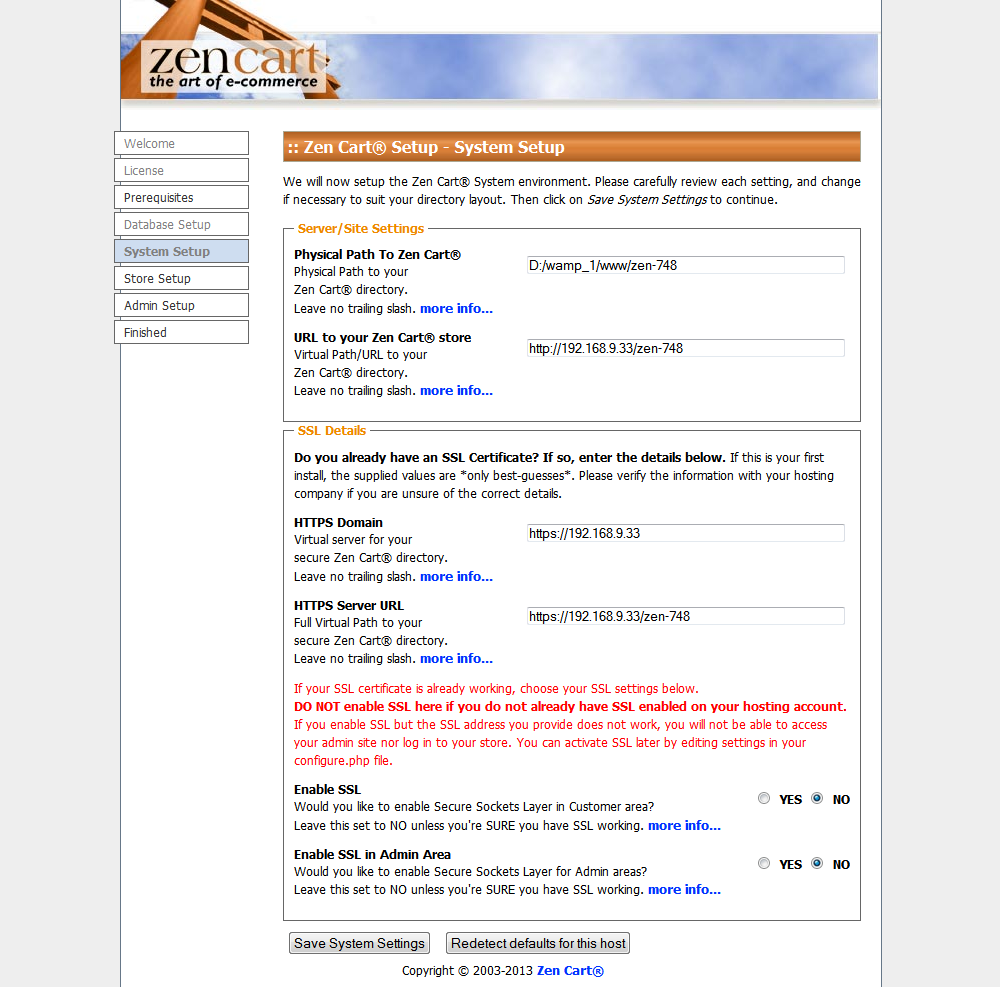 zencart
the art of e-commerce
Welcome
License
Prerequisites
Database Setup
System Setup
Store Setup
Admin Setup
Finished
:: Zen Cart® Setup - System Setup
We will now setup the Zen Cart® System environment. Please carefully review each setting, and change
if necessary to suit your directory layout. Then click on Save System Settings to continue.
Server/Site Settings
Physical Path To Zen Cart®
Physical Path to your
Zen Cart® directory.
Leave no trailing slash. more info...
D:/wamp_1/www/zen-748
URL to your Zen Cart® store
Virtual Path/URL to your
Zen Cart® directory.
Leave no trailing slash. more info...
http://192.168.9.33/zen-748
SSL Details
Do you already have an SSL Certificate? If so, enter the details below. If this is your first
install, the supplied values are *only best-guesses*. Please verify the information with your hosting
company if you are unsure of the correct details.
HTTPS Domain
Virtual server for your
secure Zen Cart® directory.
Leave no trailing slash. more info...
https://192.168.9.33
HTTPS Server URL
Full Virtual Path to your
secure Zen Cart® directory.
Leave no trailing slash. more info...
https://192.168.9.33/zen-748
If your SSL certificate is already working, choose your SSL settings below.
DO NOT enable SSL here if you do not already have SSL enabled on your hosting account.
If you enable SSL but the SSL address you provide does not work, you will not be able to access
your admin site nor log in to your store. You can activate SSL later by editing settings in your
configure.php file.
Enable SSL
Would you like to enable Secure Sockets Layer in Customer area?
Leave this set to NO unless you're SURE you have SSL working. more info...
YES NO
Enable SSL in Admin Area
Would you like to enable Secure Sockets Layer for Admin areas?
Leave this set to NO unless you're SURE you have SSL working. more info...
YES NO
Save System Settings Redetect defaults for this host
Copyright © 2003-2013 Zen Cart®